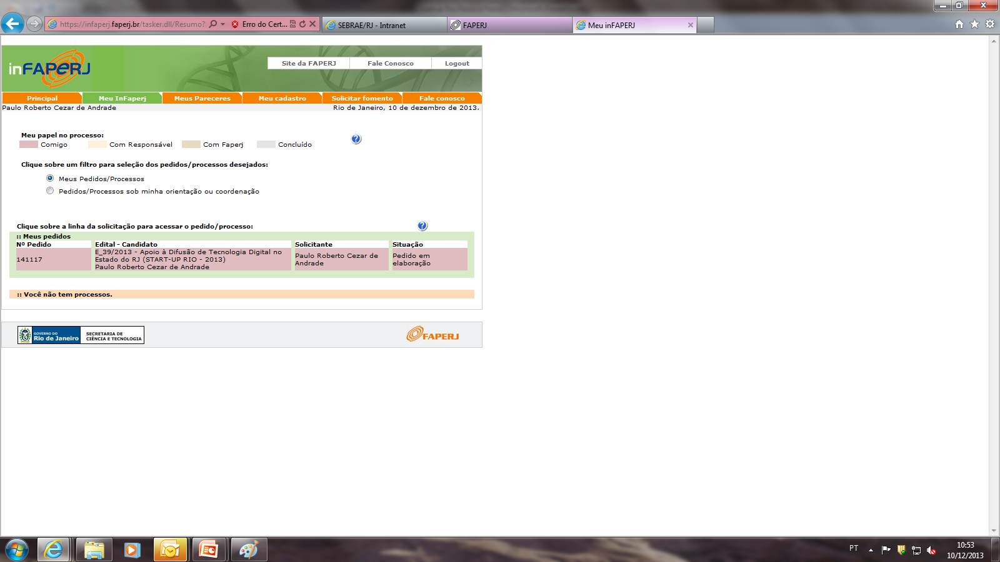 https://infaperj.faperj.br/tasker.dll/Resumo?
Erro do Cert...
SEBRAE/RJ - Intranet
FAPERJ
Meu inFAPERJ
inFAPERJ
Site da FAPERJ
Fale Conosco
Logout
Principal
Meu InFaperj
Meus Pareceres
Meu cadastro
Solicitar fomento
Fale conosco
Paulo Roberto Cezar de Andrade
Rio de Janeiro, 10 de dezembro de 2013.
Meu papel no processo:
Comigo
Com Responsável
Com Faperj
Concluído
Clique sobre um filtro para seleção dos pedidos/processos desejados:
Meus Pedidos/Processos
Pedidos/Processos sob minha orientação ou coordenação
Clique sobre a linha da solicitação para acessar o pedido/processo:
:: Meus pedidos
Nº Pedido
Edital - Candidato
Solicitante
Situação
141117
E_39/2013 - Apoio à Difusão de Tecnologia Digital no
Estado do RJ (START-UP RIO - 2013)
Paulo Roberto Cezar de Andrade
Paulo Roberto Cezar de
Andrade
Pedido em
elaboração
:: Você não tem processos.
GOVERNO DO
Rio de Janeiro
SECRETARIA DE
CIÊNCIA E TECNOLOGIA
FAPERJ
PT
10:53
10/12/2013